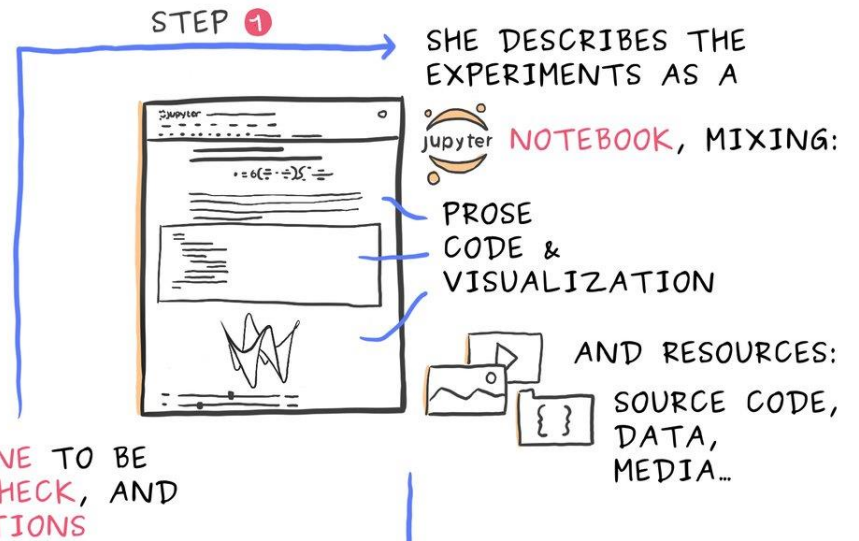 STEP 1
SHE DESCRIBES THE
EXPERIMENTS AS A
jupyter NOTEBOOK, MIXING:
jupyter
PROSE
CODE &
VISUALIZATION
AND RESOURCES:
{ }
SOURCE CODE,
DATA,
MEDIA...
TO BE
AND